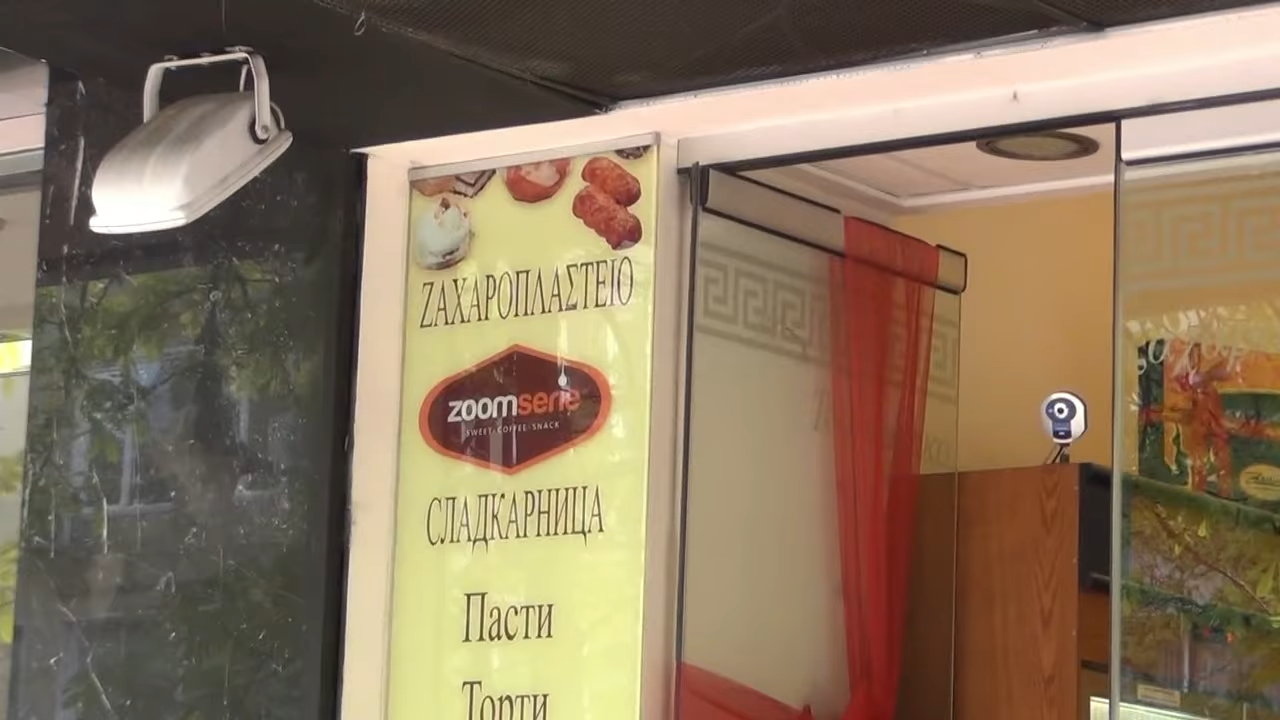 ΖΑΧΑΡΟΠΛΑΣΤΕΙΟ
zoomserie
SWEET·COFFEE·SNACK
СЛАДКАРНИЦА
Пасти
Торти